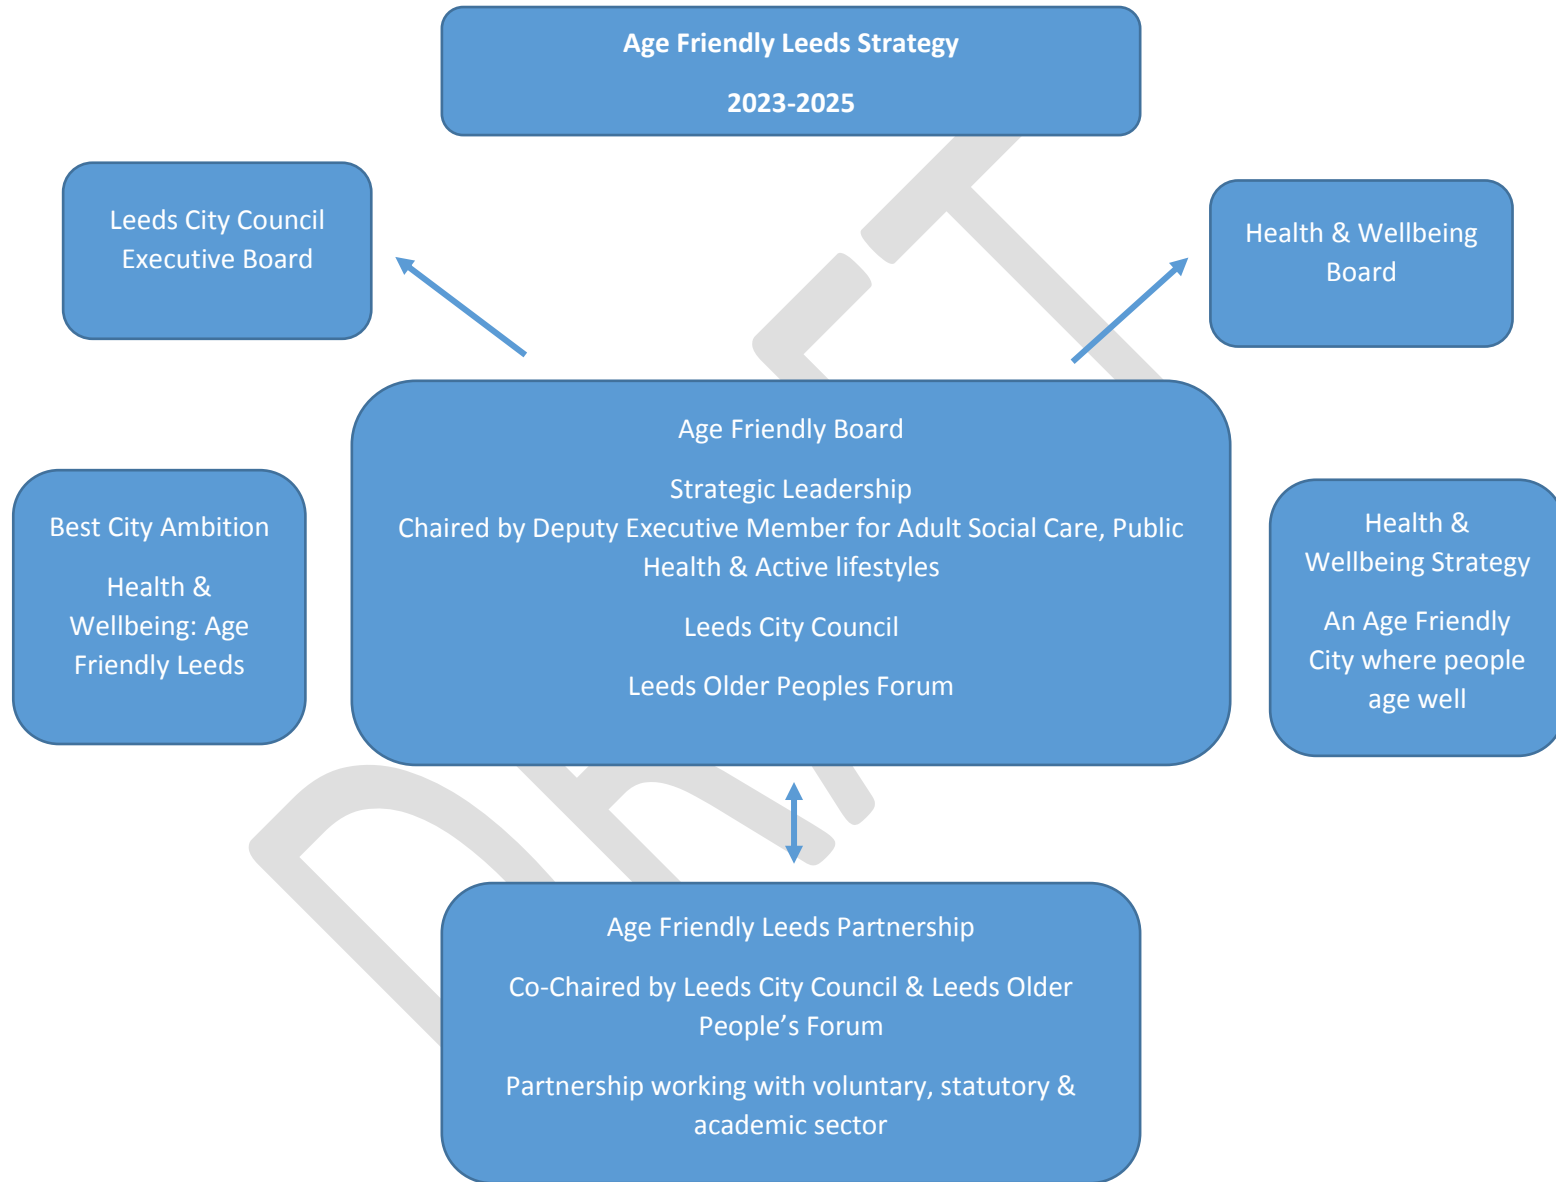 Age Friendly Leeds Strategy
2023-2025
Leeds City Council
Executive Board
Health & Wellbeing
Board
Age Friendly Board
Strategic Leadership
Chaired by Deputy Executive Member for Adult Social Care, Public
Health & Active lifestyles
Leeds City Council
Leeds Older Peoples Forum
Best City Ambition
Health &
Wellbeing: Age
Friendly Leeds
Health &
Wellbeing Strategy
An Age Friendly
City where people
age well
Age Friendly Leeds Partnership
Co-Chaired by Leeds City Council & Leeds Older
People’s Forum
Partnership working with voluntary, statutory &
academic sector
DRAFT